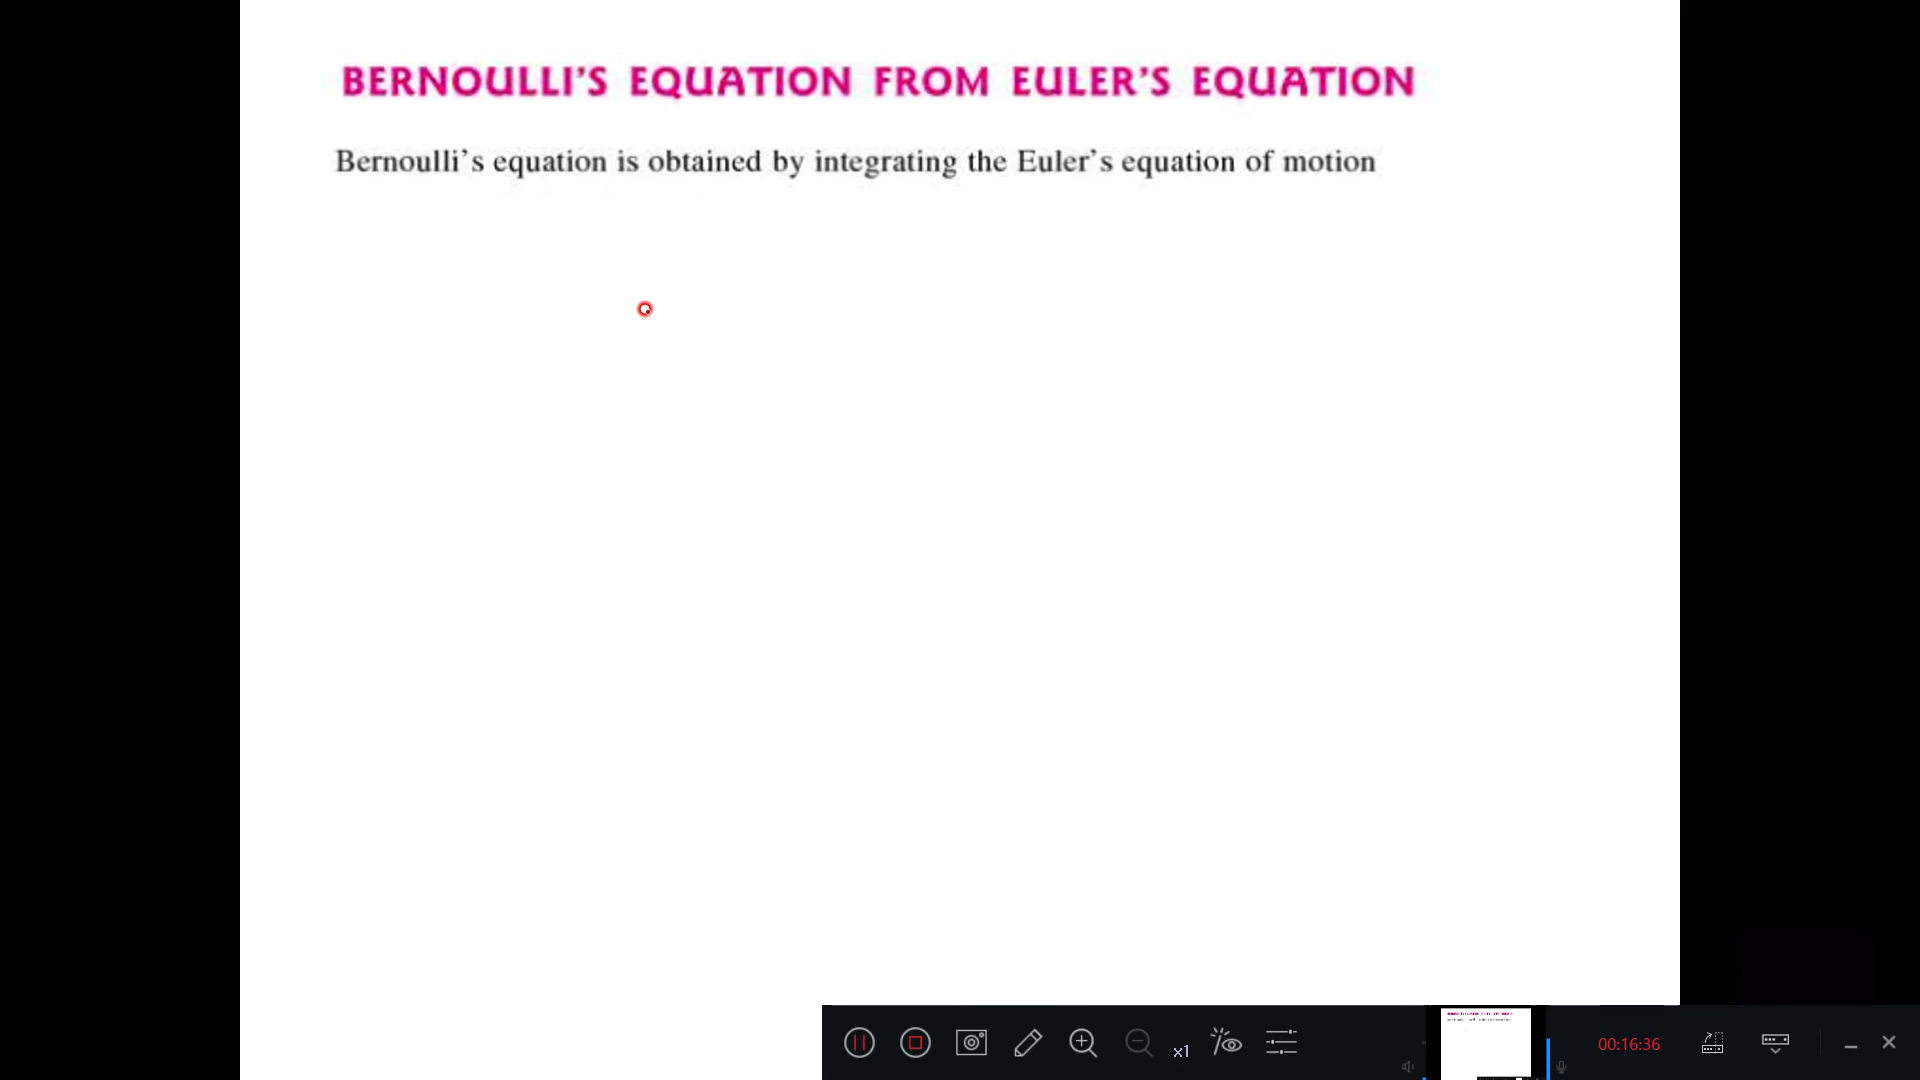 BERNOULLI'S EQUATION FROM EULER'S EQUATION
Bernoulli's equation is obtained by integrating the Euler's equation of motion
x1
00:16:36